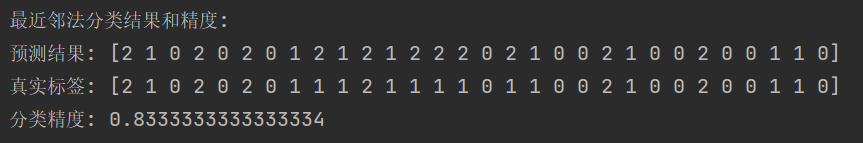 最近邻法分类结果和精度:
预测结果: [2 1 0 2 0 2 0 1 2 1 2 1 2 2 2 0 2 1 0 0 2 1 0 0 2 0 0 1 1 0]
真实标签: [2 1 0 2 0 2 0 1 1 1 2 1 1 1 1 0 1 1 0 0 2 1 0 0 2 0 0 1 1 0]
分类精度: 0.8333333333333334